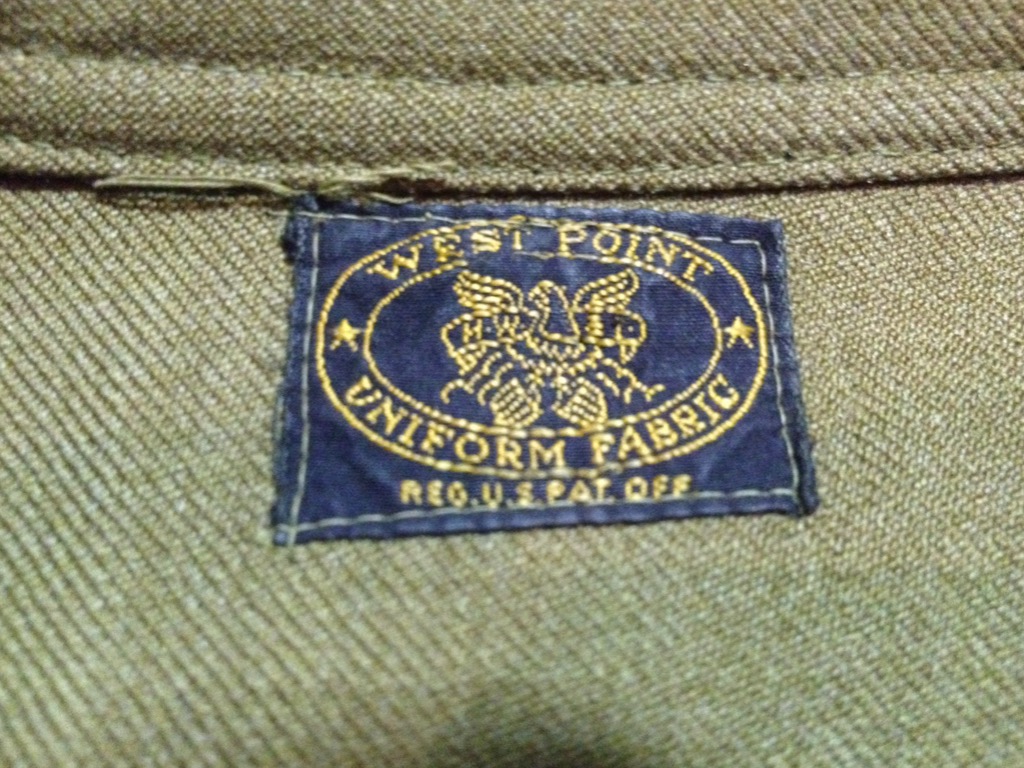 WEST POINT
UNIFORM FABRIC
REG. U.S. PAT. OFF